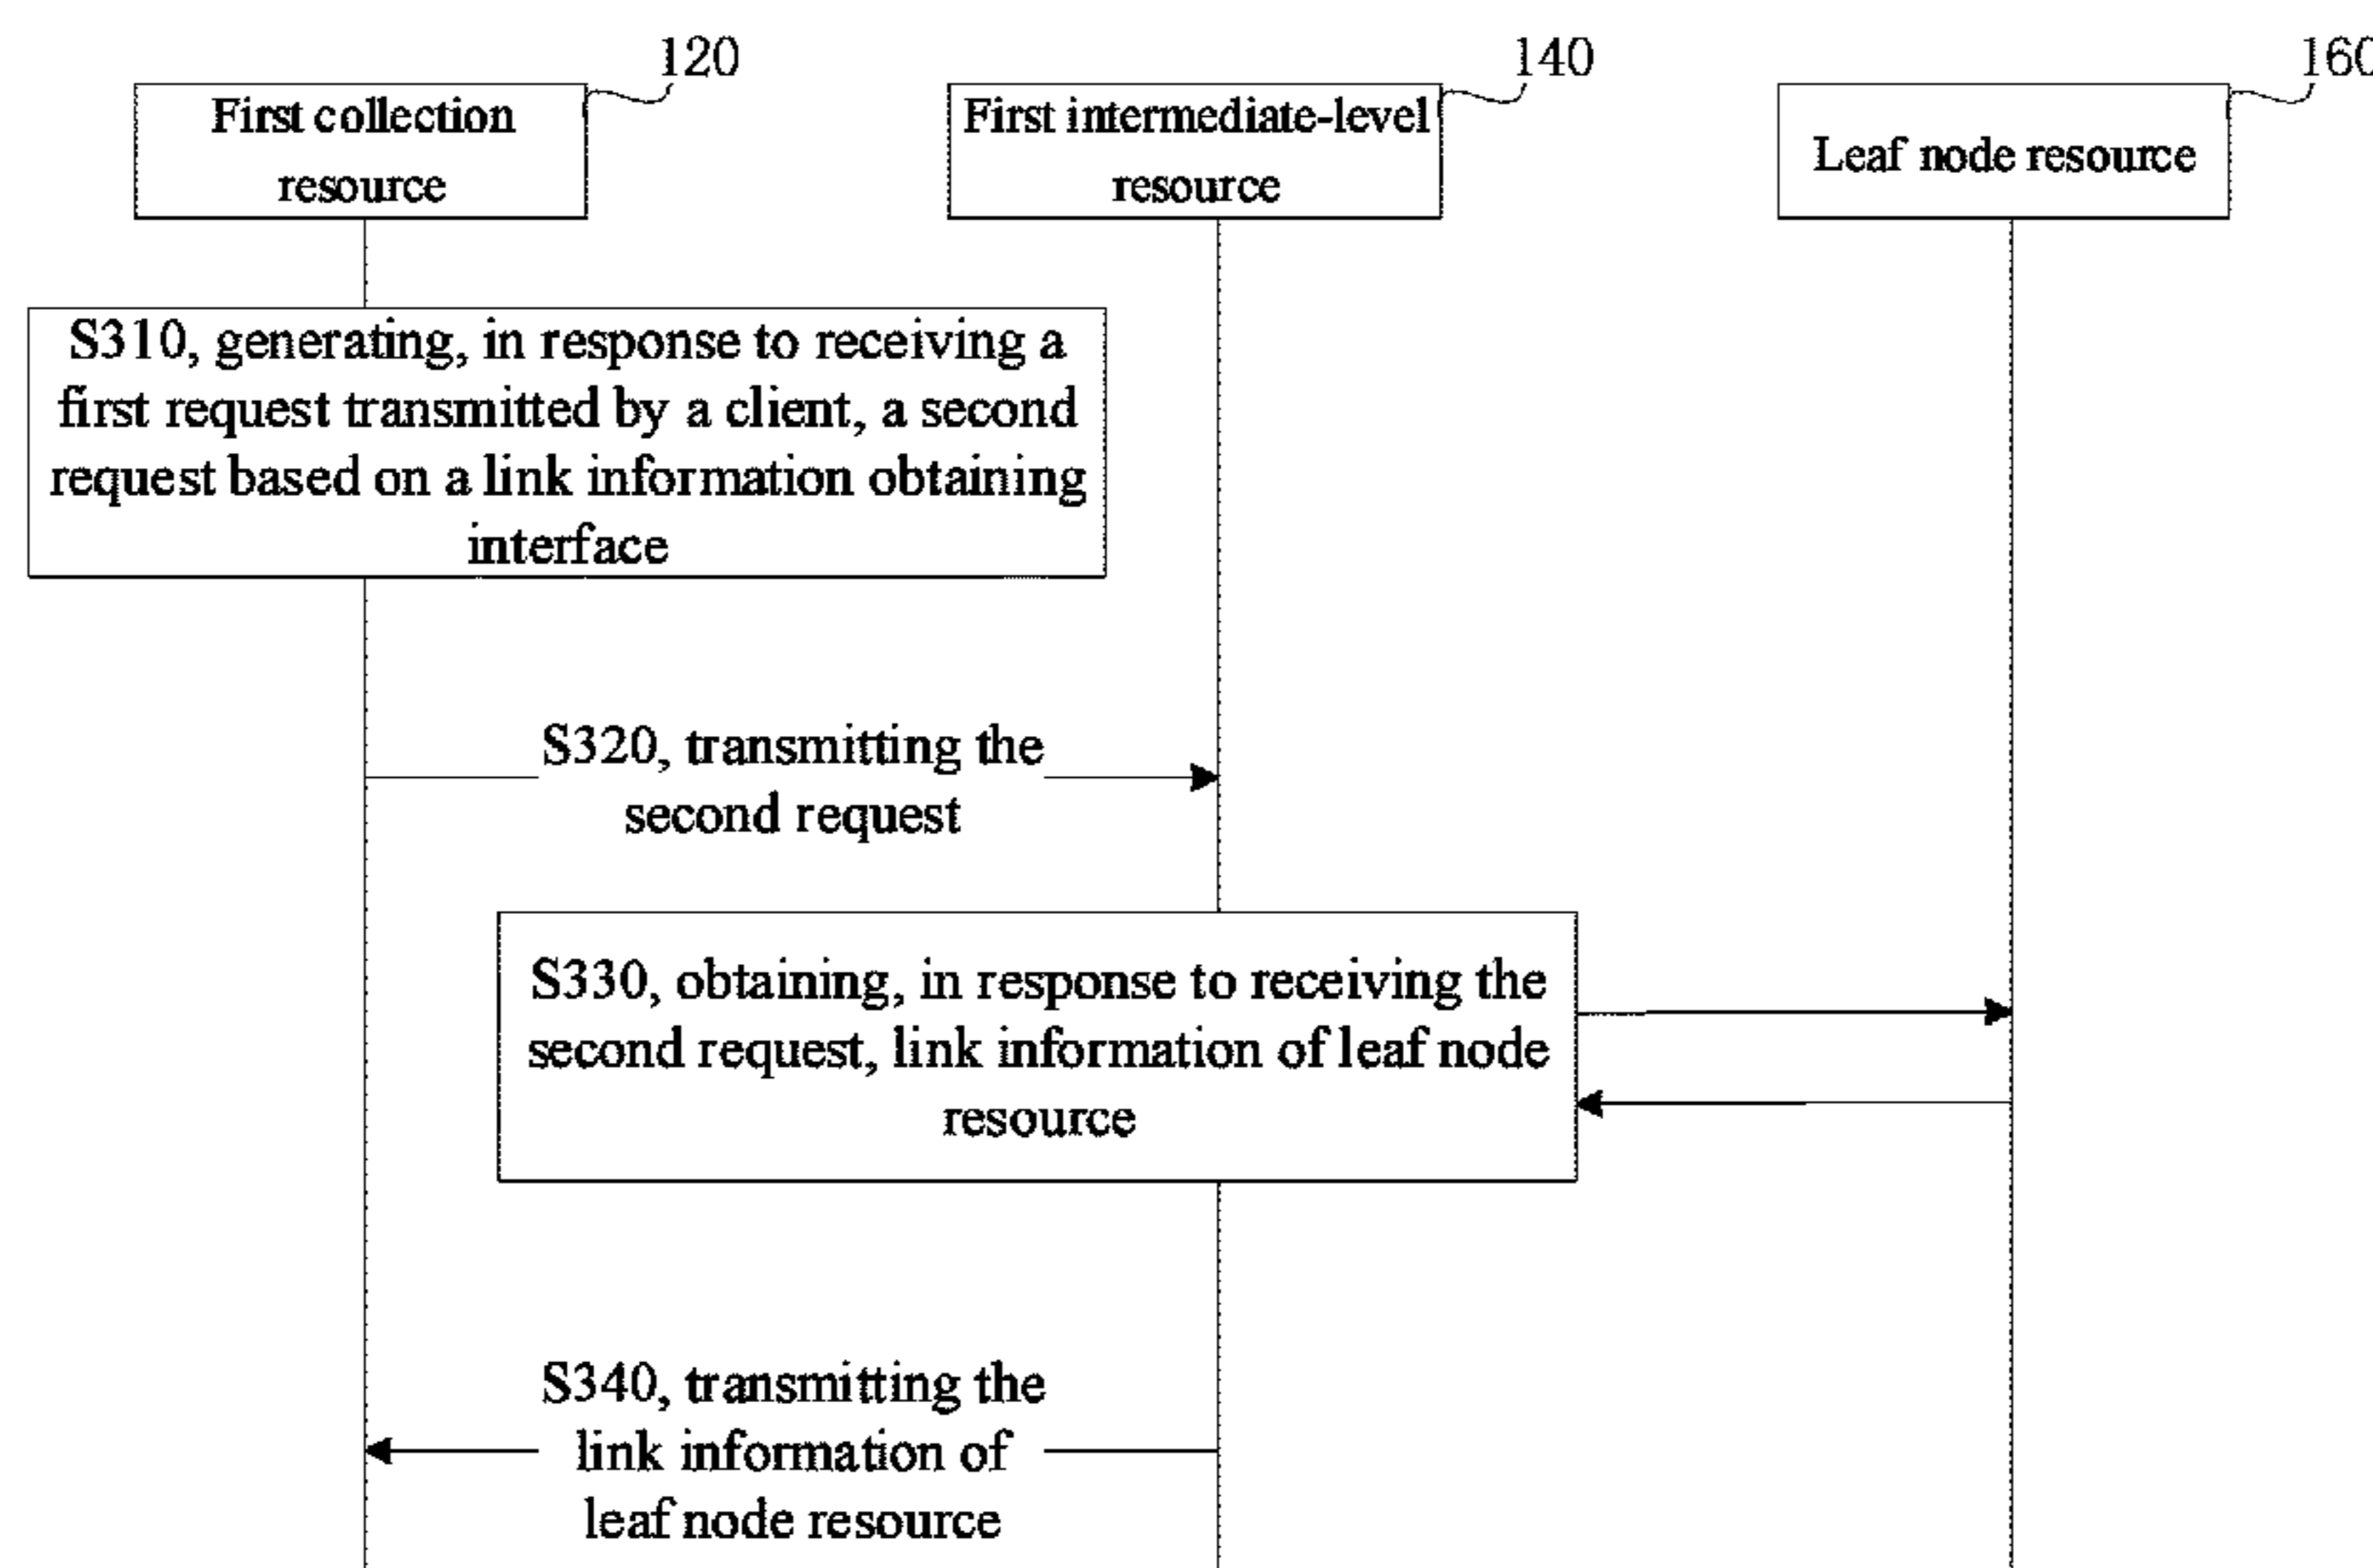 120
140
160
First collection
resource
First intermediate-level
resource
Leaf node resource
S310, generating, in response to receiving a
first request transmitted by a client, a second
request based on a link information obtaining
interface
S320, transmitting the
second request
S330, obtaining, in response to receiving the
second request, link information of leaf node
resource
S340, transmitting the
link information of
leaf node resource